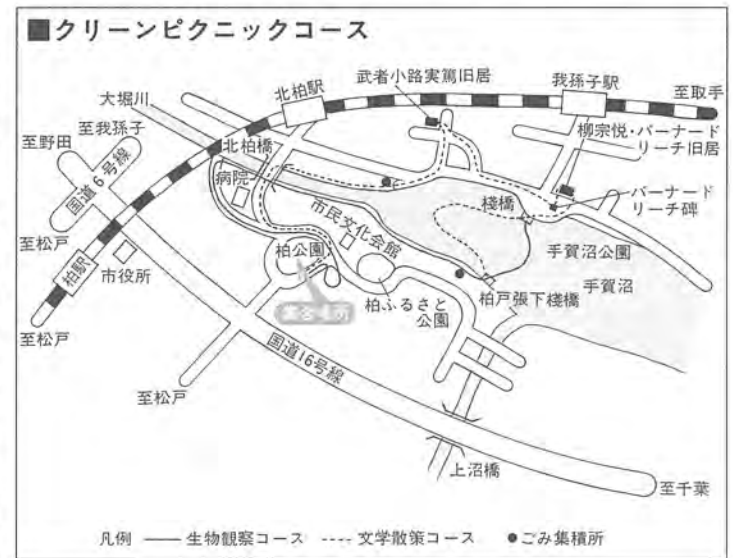 ■クリーンピクニックコース
武者小路実篤旧居
北柏駅
我孫子駅
至取手
大堀川
至我孫子
至野田
北柏橋
柳宗悦・バーナード
リーチ旧居
国道6号線
病院
バーナード
リーチ碑
棧橋
市民文化会館
至松戸
柏公園
手賀沼公園
柏駅
市役所
手賀沼
集合場所
柏ふるさと
公園
柏戸張下棧橋
至松戸
国道16号線
至松戸
上沼橋
至千葉
凡例 ―― 生物観察コース ---- 文学散策コース ●ごみ集積所